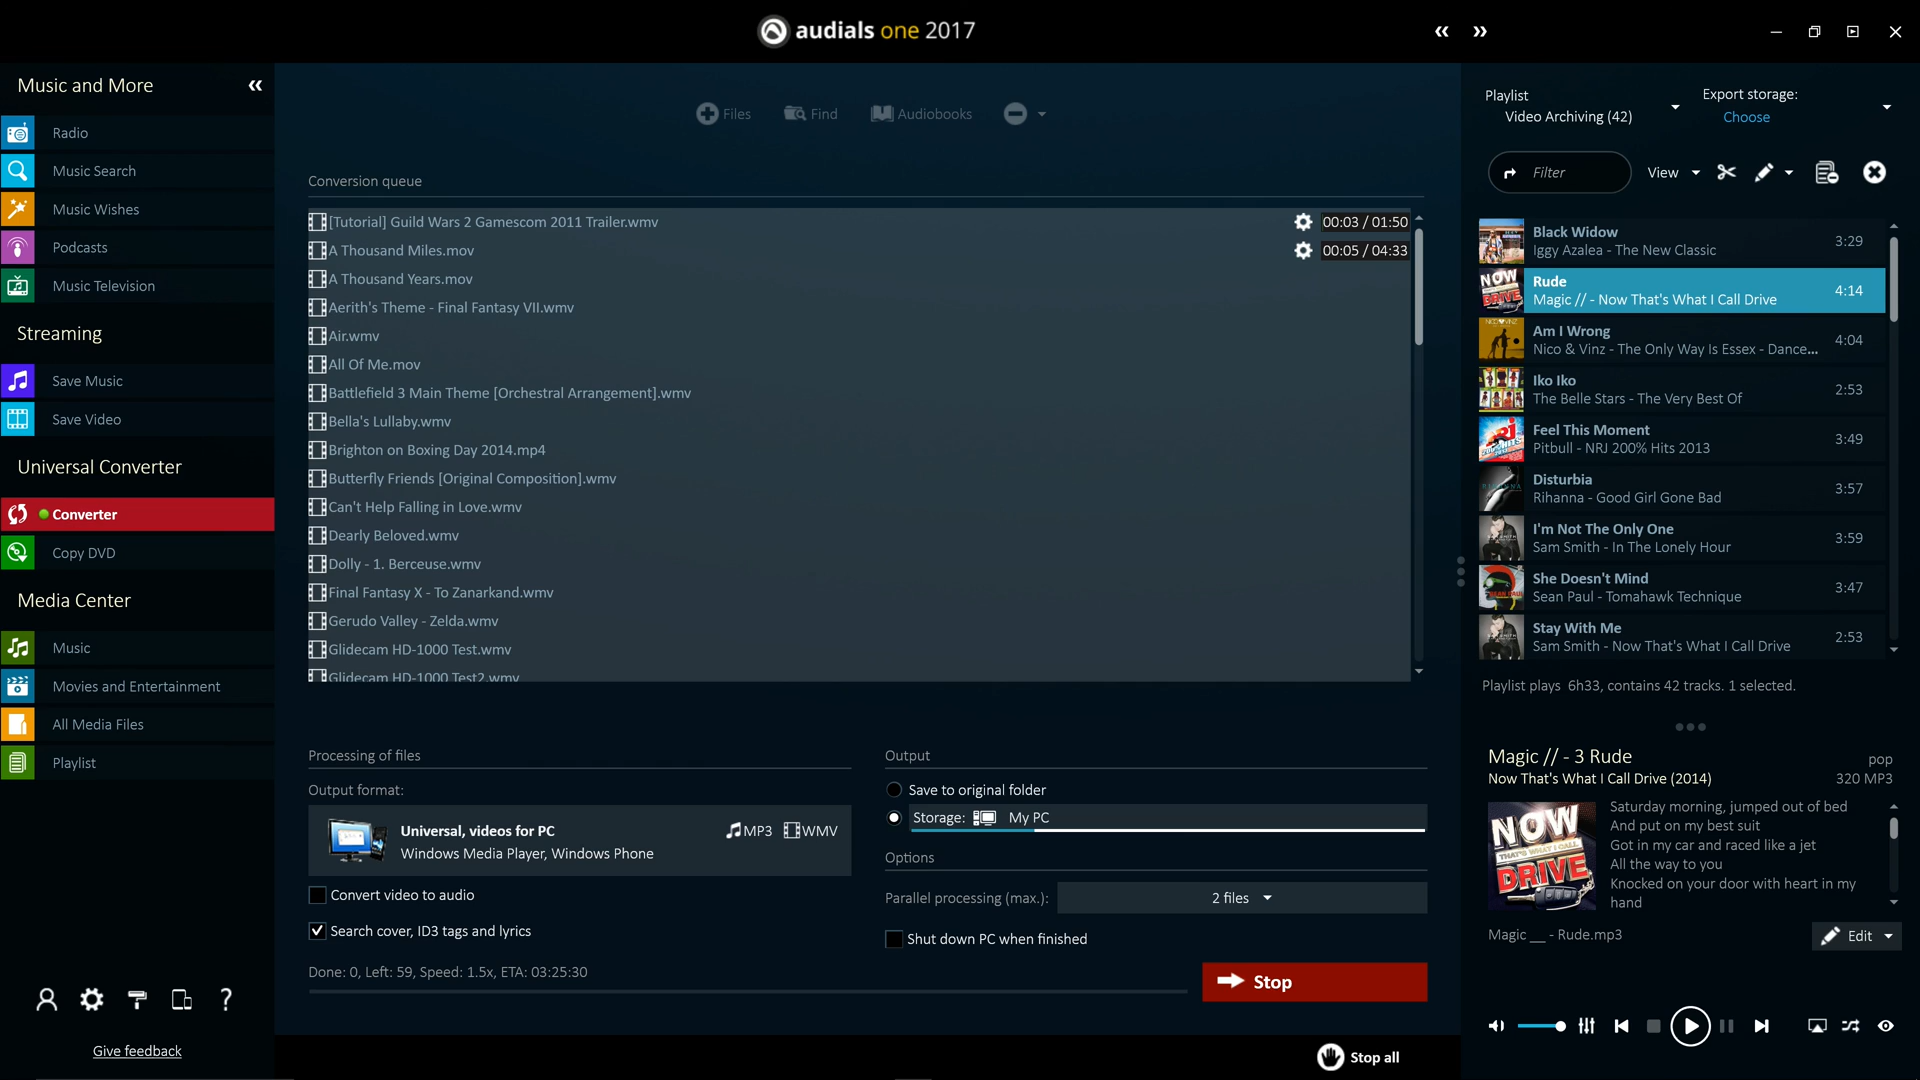 audials one 2017
Music and More
Radio
Music Search
Music Wishes
Podcasts
Music Television
Streaming
Save Music
Save Video
Universal Converter
Converter
Copy DVD
Media Center
Music
Movies and Entertainment
All Media Files
Playlist
Give feedback
Files Find Audiobooks
Conversion queue
[Tutorial] Guild Wars 2 Gamescom 2011 Trailer.wmv 00:03 / 01:50
A Thousand Miles.mov 00:05 / 04:33
A Thousand Years.mov
Aerith's Theme - Final Fantasy VII.wmv
Air.wmv
All Of Me.mov
Battlefield 3 Main Theme [Orchestral Arrangement].wmv
Bella's Lullaby.wmv
Brighton on Boxing Day 2014.mp4
Butterfly Friends [Original Composition].wmv
Can't Help Falling in Love.wmv
Dearly Beloved.wmv
Dolly - 1. Berceuse.wmv
Final Fantasy X - To Zanarkand.wmv
Gerudo Valley - Zelda.wmv
Glidecam HD-1000 Test.wmv
Glidecam HD-1000 Test2.wmv
Processing of files
Output format:
Universal, videos for PC MP3 WMV
Windows Media Player, Windows Phone
Convert video to audio
Search cover, ID3 tags and lyrics
Done: 0, Left: 59, Speed: 1.5x, ETA: 03:25:30
Output
Save to original folder
Storage: My PC
Options
Parallel processing (max.): 2 files
Shut down PC when finished
Stop
Stop all
Playlist
Video Archiving (42)
Export storage:
Choose
Filter View
Black Widow
Iggy Azalea - The New Classic 3:29
Rude
Magic // - Now That's What I Call Drive 4:14
Am I Wrong
Nico & Vinz - The Only Way Is Essex - Dance... 4:04
Iko Iko
The Belle Stars - The Very Best Of 2:53
Feel This Moment
Pitbull - NRJ 200% Hits 2013 3:49
Disturbia
Rihanna - Good Girl Gone Bad 3:57
I'm Not The Only One
Sam Smith - In The Lonely Hour 3:59
She Doesn't Mind
Sean Paul - Tomahawk Technique 3:47
Stay With Me
Sam Smith - Now That's What I Call Drive 2:53
Playlist plays 6h33, contains 42 tracks. 1 selected.
Magic // - 3 Rude pop
Now That's What I Call Drive (2014) 320 MP3
NOW
THAT'S WHAT I CALL
DRIVE
Saturday morning, jumped out of bed
And put on my best suit
Got in my car and raced like a jet
All the way to you
Knocked on your door with heart in my
hand
Magic __ - Rude.mp3 Edit